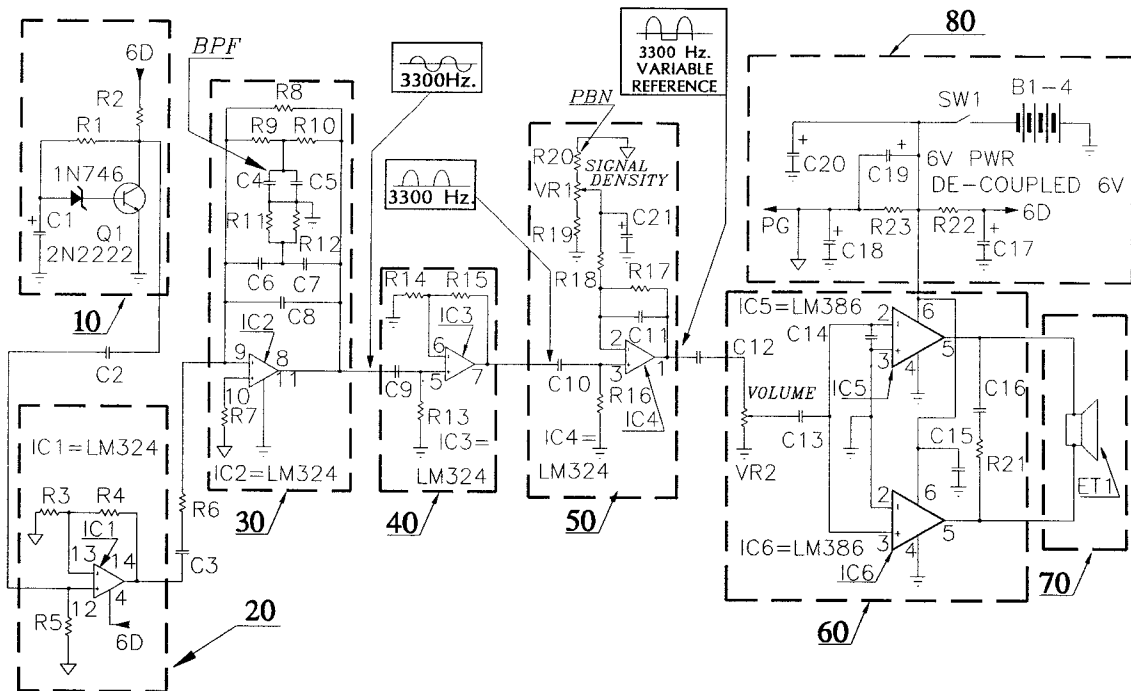 6D
R2
R1
1N746
C1
+
Q1
2N2222
10
C2
IC1=LM324
R3
R4
IC1
13
14
12
4
R5
6D
20
R6
C3
BPF
R8
R9
R10
C4
C5
R11
R12
C6
C7
C8
IC2
9
8
10
11
R7
IC2=LM324
30
3300Hz.
3300 Hz.
R14
R15
IC3
6
5
7
C9
R13
IC3=
LM324
40
3300 Hz.
VARIABLE
REFERENCE
PBN
R20
SIGNAL
DENSITY
VR1
R19
C21
+
R18
R17
C11
2
3
1
C10
R16
IC4
IC4=
LM324
50
80
SW1
B1-4
C20
+
C19
+
6V PWR
DE-COUPLED 6V
PG
R23
R22
6D
C18
+
C17
+
IC5=LM386
C14
2
3
6
5
4
IC5
C12
VOLUME
C13
VR2
C16
C15
R21
2
3
6
5
4
IC6=LM386
IC6
60
ET1
70